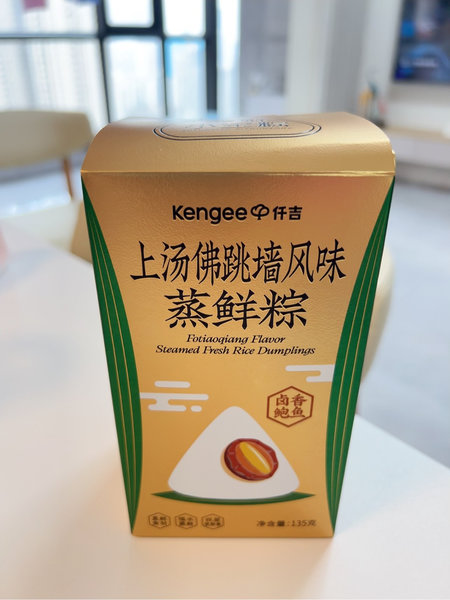 Kengee 仟吉
上汤佛跳墙风味
蒸鲜粽
Fotiaoqiang Flavor
Steamed Fresh Rice Dumplings
卤香
鲍鱼
净含量:135克